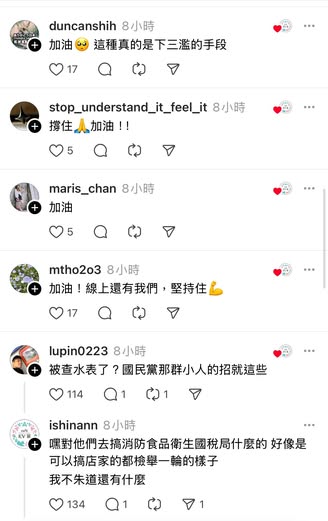 duncanshih 8小時
加油🥺 這種真的是下三濫的手段
17
stop_understand_it_feel_it 8小時
撐住🙏加油！！
5
maris_chan 8小時
加油
5
mtho2o3 8小時
加油！線上還有我們，堅持住💪
17
lupin0223 8小時
被查水表了？國民黨那群小人的招就這些
114 1 1
ishinann 8小時
嘿對他們去搞消防食品衛生國稅局什麼的 好像是
可以搞店家的都檢舉一輪的樣子
我不朱道還有什麼
134 1 1